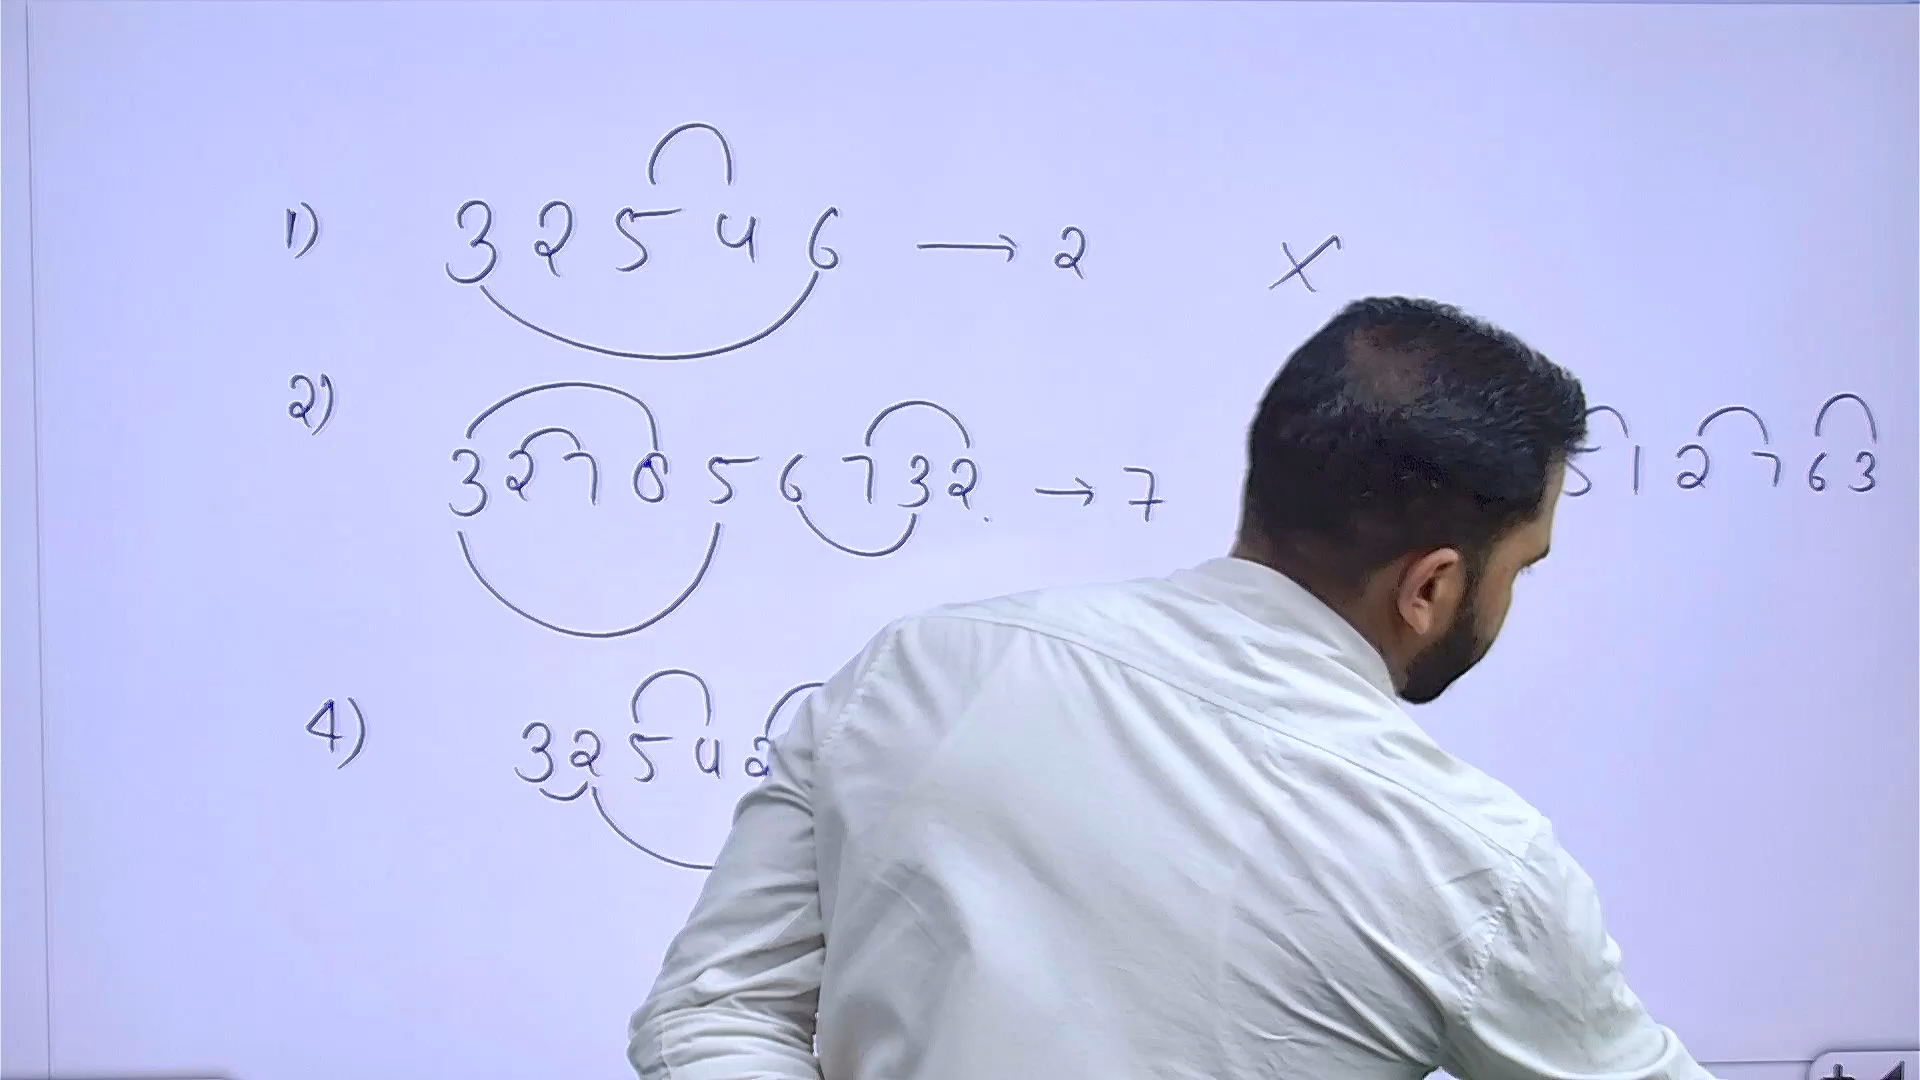 1) 3 2 5 4 6 → 2 X
2) 3 2 7 8 5 6 7 3 2 . → 7
5 1 2 7 6 3
4) 3 2 5 4 2